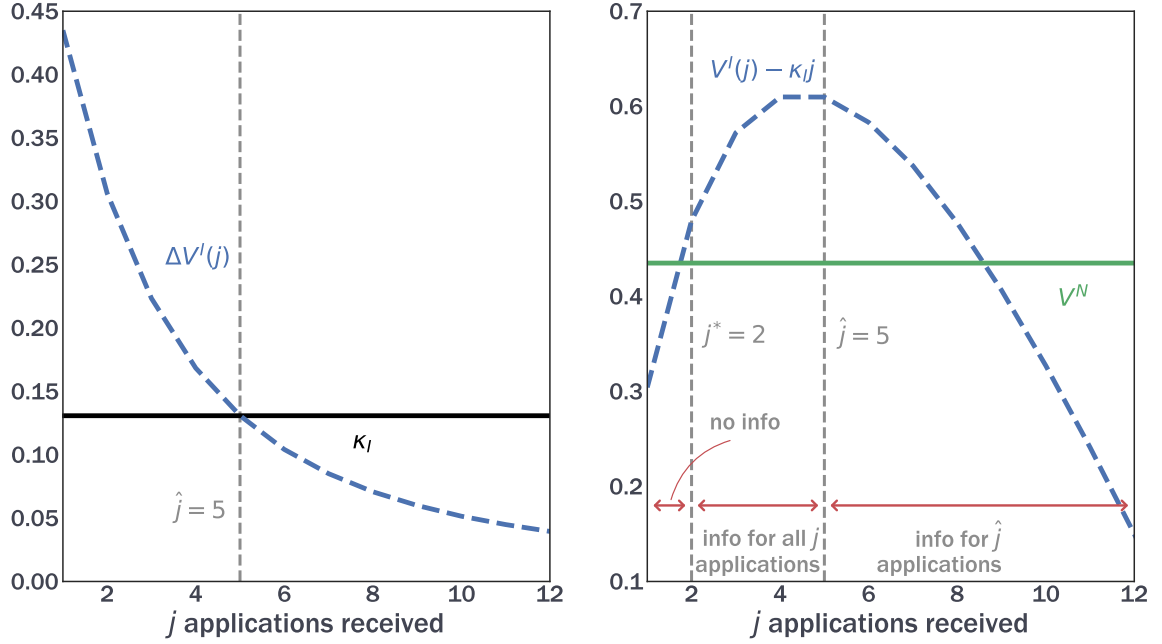 0.45
0.40
0.35
0.30
0.25
0.20
0.15
0.10
0.05
0.00
ΔVᴵ(j)
κ_I
ĵ = 5
2 4 6 8 10 12
j applications received
0.7
0.6
0.5
0.4
0.3
0.2
0.1
Vᴵ(j) − κ_I j
Vᴺ
j* = 2
ĵ = 5
no info
info for all j
applications
info for ĵ
applications
2 4 6 8 10 12
j applications received